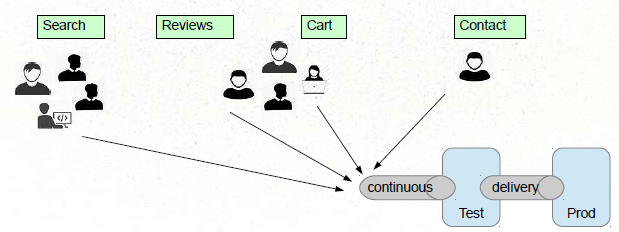 Search
Reviews
Cart
Contact
continuous
delivery
Test
Prod